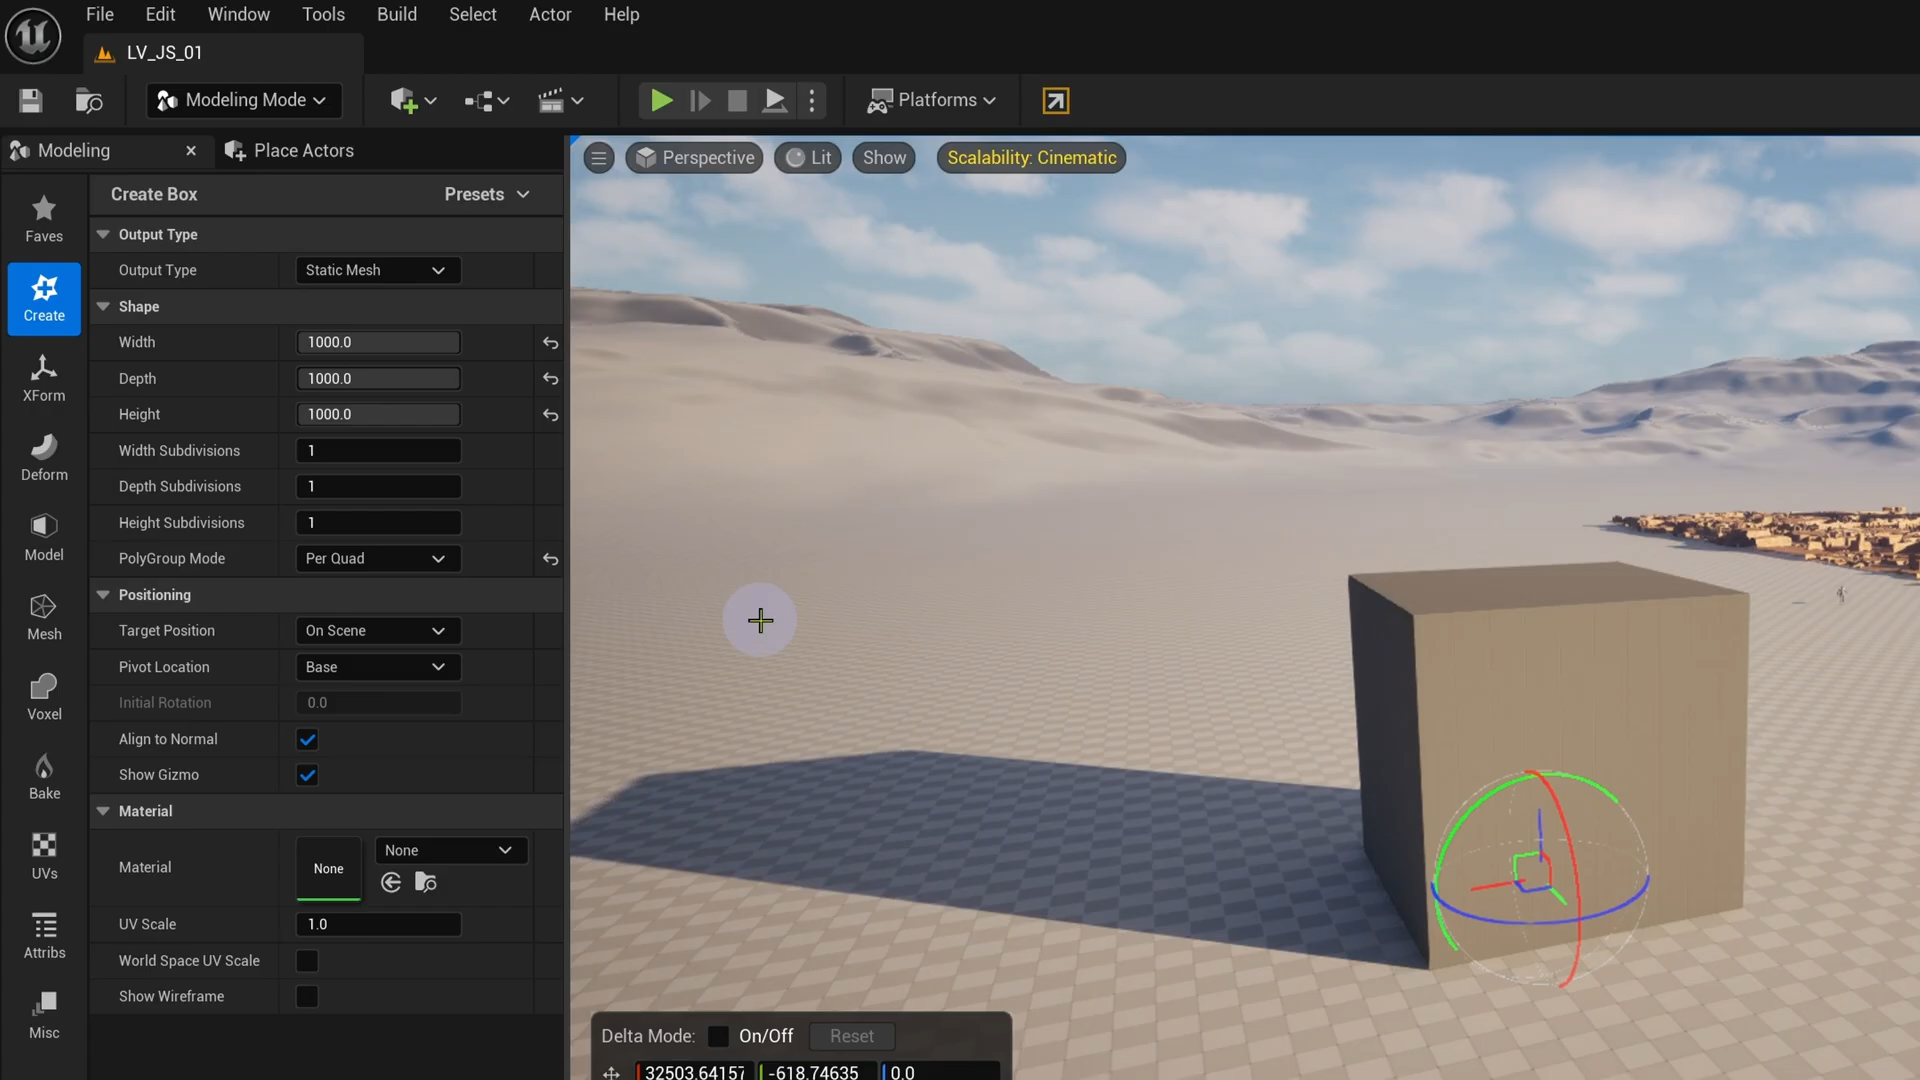 File Edit Window Tools Build Select Actor Help
LV_JS_01
Modeling Mode Platforms
Modeling Place Actors
Perspective Lit Show Scalability: Cinematic
Create Box Presets
Faves
Output Type
Output Type Static Mesh
Create
Shape
Width 1000.0
Depth 1000.0
XForm
Height 1000.0
Width Subdivisions 1
Deform
Depth Subdivisions 1
Height Subdivisions 1
Model
PolyGroup Mode Per Quad
Positioning
Mesh
Target Position On Scene
Pivot Location Base
Voxel
Initial Rotation 0.0
Align to Normal
Show Gizmo
Bake
Material
None
Material None
UVs
UV Scale 1.0
Attribs
World Space UV Scale
Show Wireframe
Misc
Delta Mode: On/Off Reset
32503.64157 -618.74635 0.0